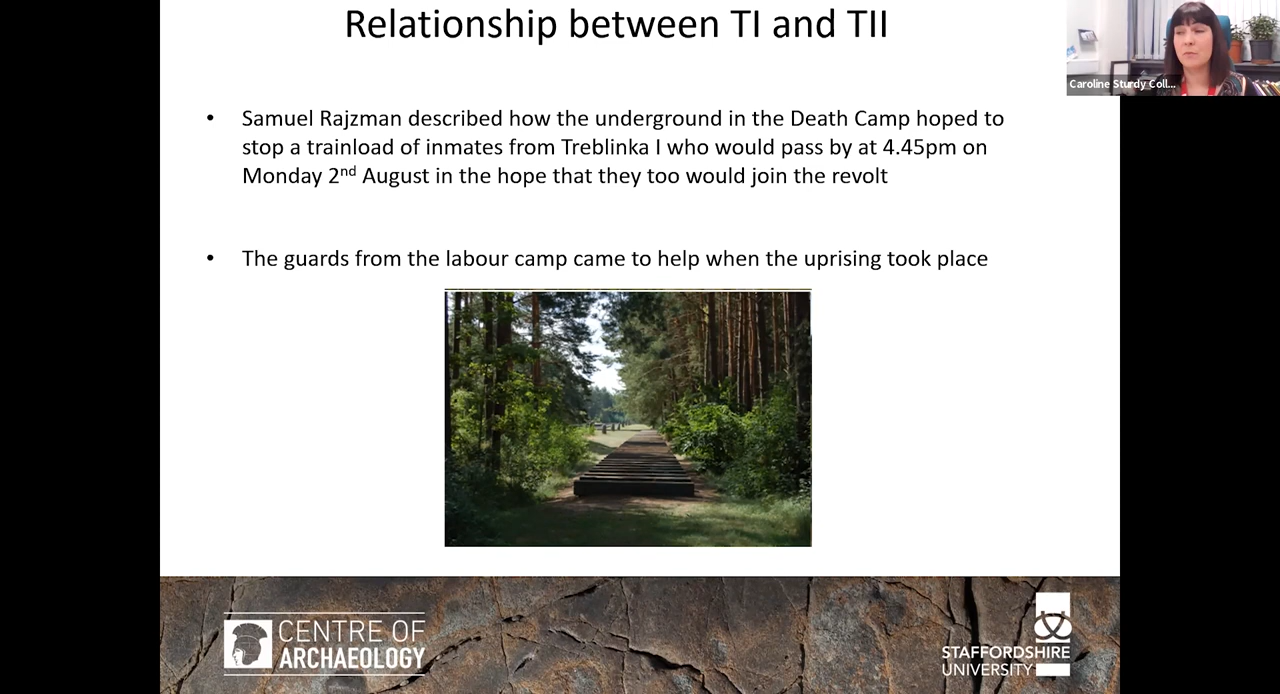 Relationship between TI and TII
Caroline Sturdy Coll...
• Samuel Rajzman described how the underground in the Death Camp hoped to
stop a trainload of inmates from Treblinka I who would pass by at 4.45pm on
Monday 2nd August in the hope that they too would join the revolt
• The guards from the labour camp came to help when the uprising took place
CENTRE OF
ARCHAEOLOGY
STAFFORDSHIRE
UNIVERSITY